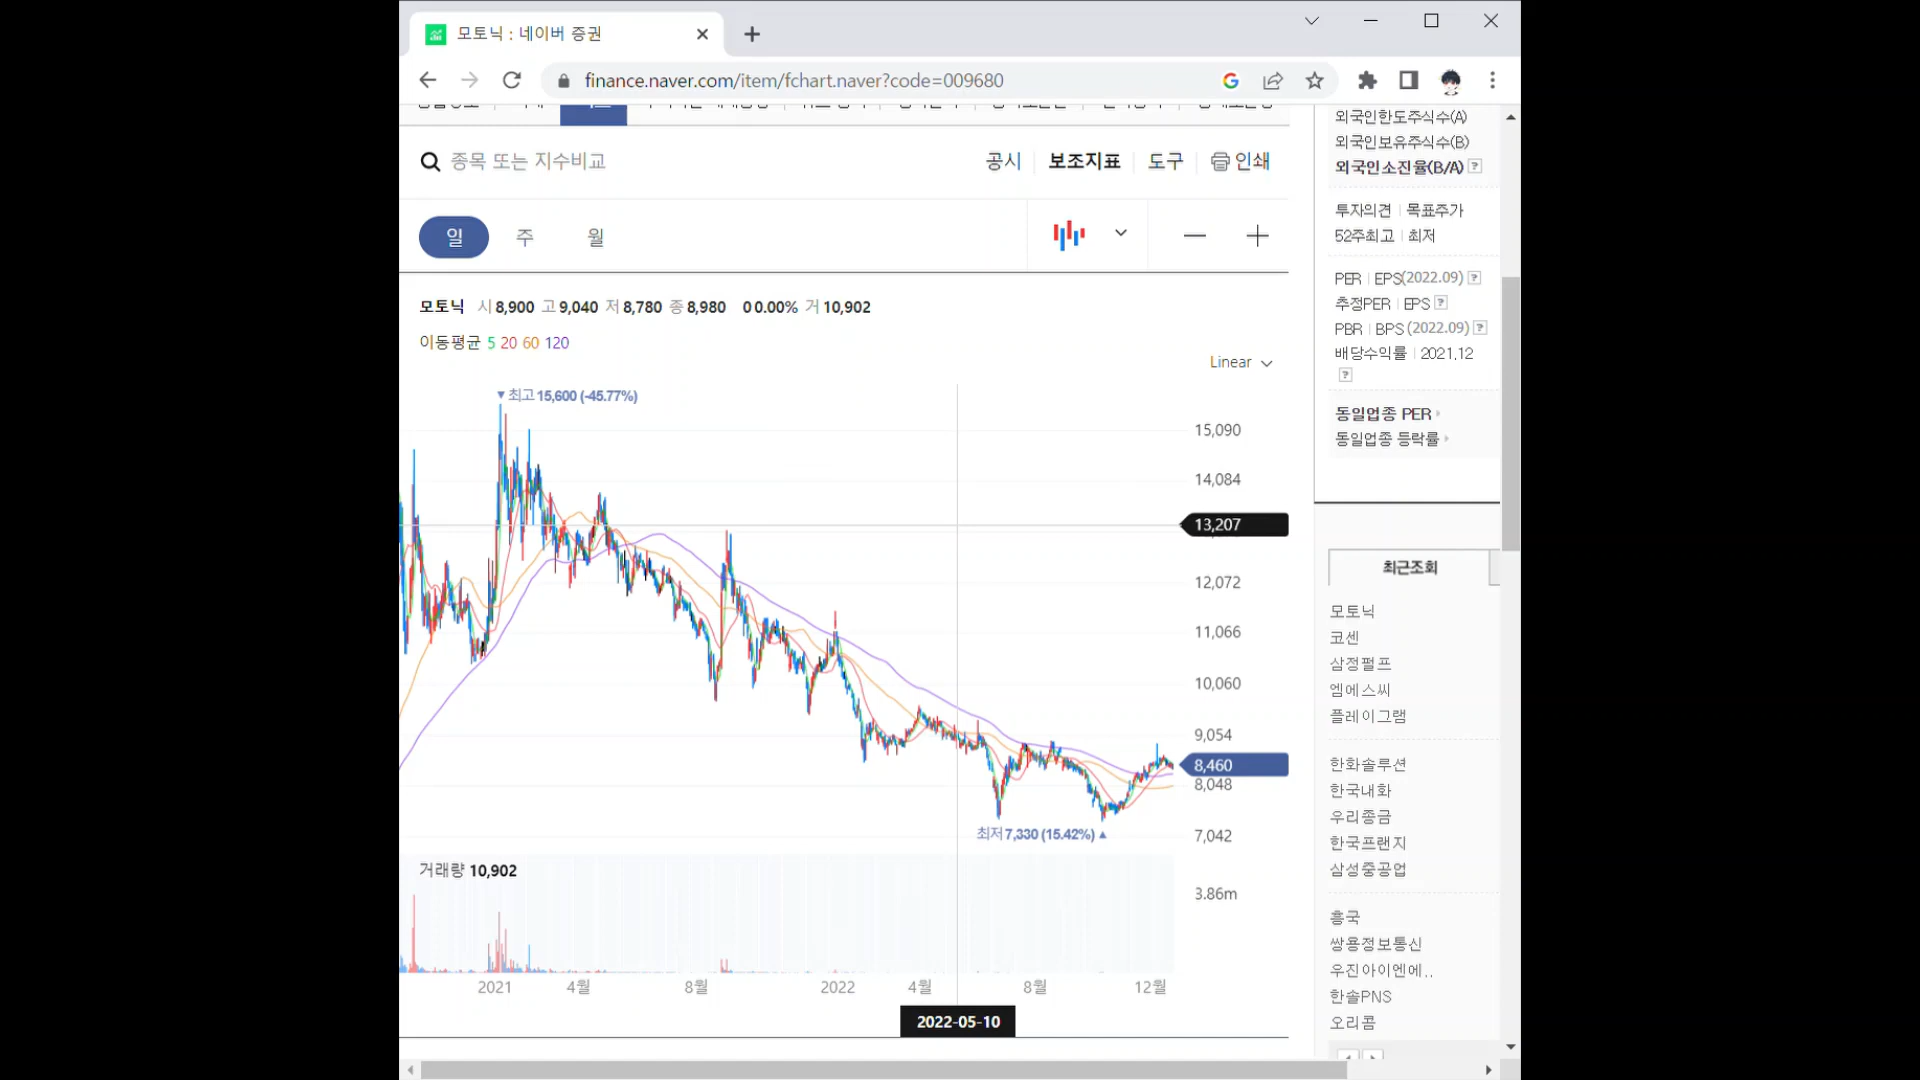 모토닉 : 네이버 증권
finance.naver.com/item/fchart.naver?code=009680
종목 또는 지수비교
공시 보조지표 도구 인쇄
일 주 월
모토닉 시 8,900 고 9,040 저 8,780 종 8,980 0 0.00% 거 10,902
이동평균 5 20 60 120
Linear
최고 15,600 (-45.77%)
15,090
14,084
13,207
12,072
11,066
10,060
9,054
8,460
8,048
최저 7,330 (15.42%)
7,042
거래량 10,902
3.86m
2021 4월 8월 2022 4월 8월 12월
2022-05-10
외국인한도주식수(A)
외국인보유주식수(B)
외국인소진율(B/A) ?
투자의견 | 목표주가
52주최고 | 최저
PER | EPS(2022.09) ?
추정PER | EPS ?
PBR | BPS (2022.09) ?
배당수익률 | 2021.12
?
동일업종 PER
동일업종 등락률
최근조회
모토닉
코센
삼정펄프
엠에스씨
플레이그램
한화솔루션
한국내화
우리종금
한국프랜지
삼성중공업
흥국
쌍용정보통신
우진아이엔에..
한솔PNS
오리콤